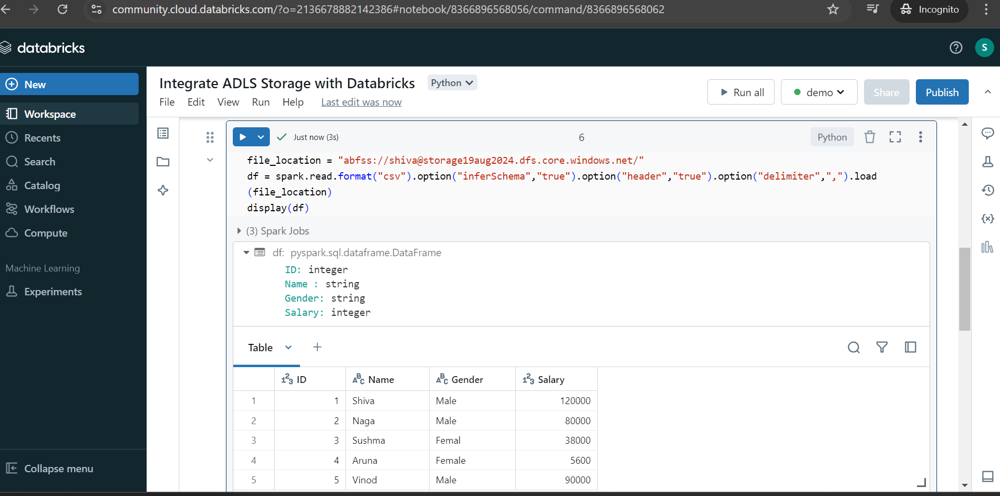 community.cloud.databricks.com/?o=2136678882142386#notebook/8366896568056/command/8366896568062
Incognito
databricks
S
New
Workspace
Recents
Search
Catalog
Workflows
Compute
Machine Learning
Experiments
Collapse menu
Integrate ADLS Storage with Databricks Python
File Edit View Run Help Last edit was now
Run all demo Share Publish
Just now (3s) 6 Python
file_location = "abfss://shiva@storage19aug2024.dfs.core.windows.net/"
df = spark.read.format("csv").option("inferSchema","true").option("header","true").option("delimiter",",").load
(file_location)
display(df)
(3) Spark Jobs
df: pyspark.sql.dataframe.DataFrame
ID: integer
Name : string
Gender: string
Salary: integer
Table
ID Name Gender Salary
1 1 Shiva Male 120000
2 2 Naga Male 80000
3 3 Sushma Femal 38000
4 4 Aruna Female 5600
5 5 Vinod Male 90000